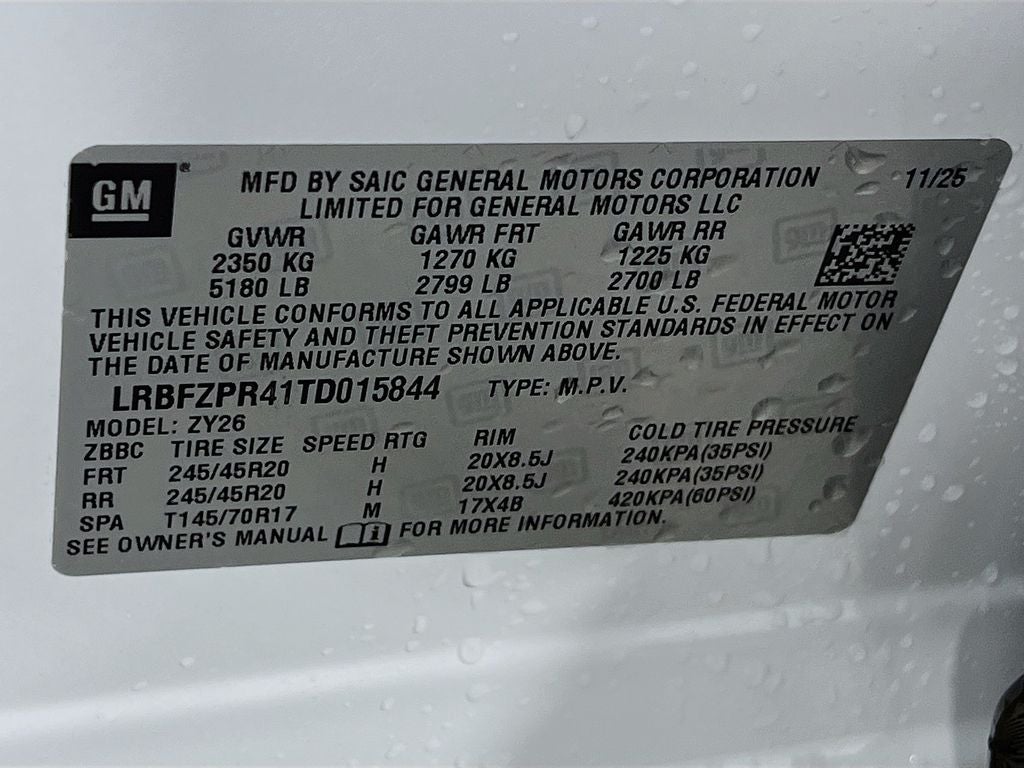 GM ®
MFD BY SAIC GENERAL MOTORS CORPORATION 11/25
LIMITED FOR GENERAL MOTORS LLC
GVWR GAWR FRT GAWR RR
2350 KG 1270 KG 1225 KG
5180 LB 2799 LB 2700 LB
THIS VEHICLE CONFORMS TO ALL APPLICABLE U.S. FEDERAL MOTOR
VEHICLE SAFETY AND THEFT PREVENTION STANDARDS IN EFFECT ON
THE DATE OF MANUFACTURE SHOWN ABOVE.
LRBFZPR41TD015844 TYPE: M.P.V.
MODEL: ZY26
ZBBC TIRE SIZE SPEED RTG RIM COLD TIRE PRESSURE
FRT 245/45R20 H 20X8.5J 240KPA(35PSI)
RR 245/45R20 H 20X8.5J 240KPA(35PSI)
SPA T145/70R17 M 17X4B 420KPA(60PSI)
SEE OWNER'S MANUAL FOR MORE INFORMATION.